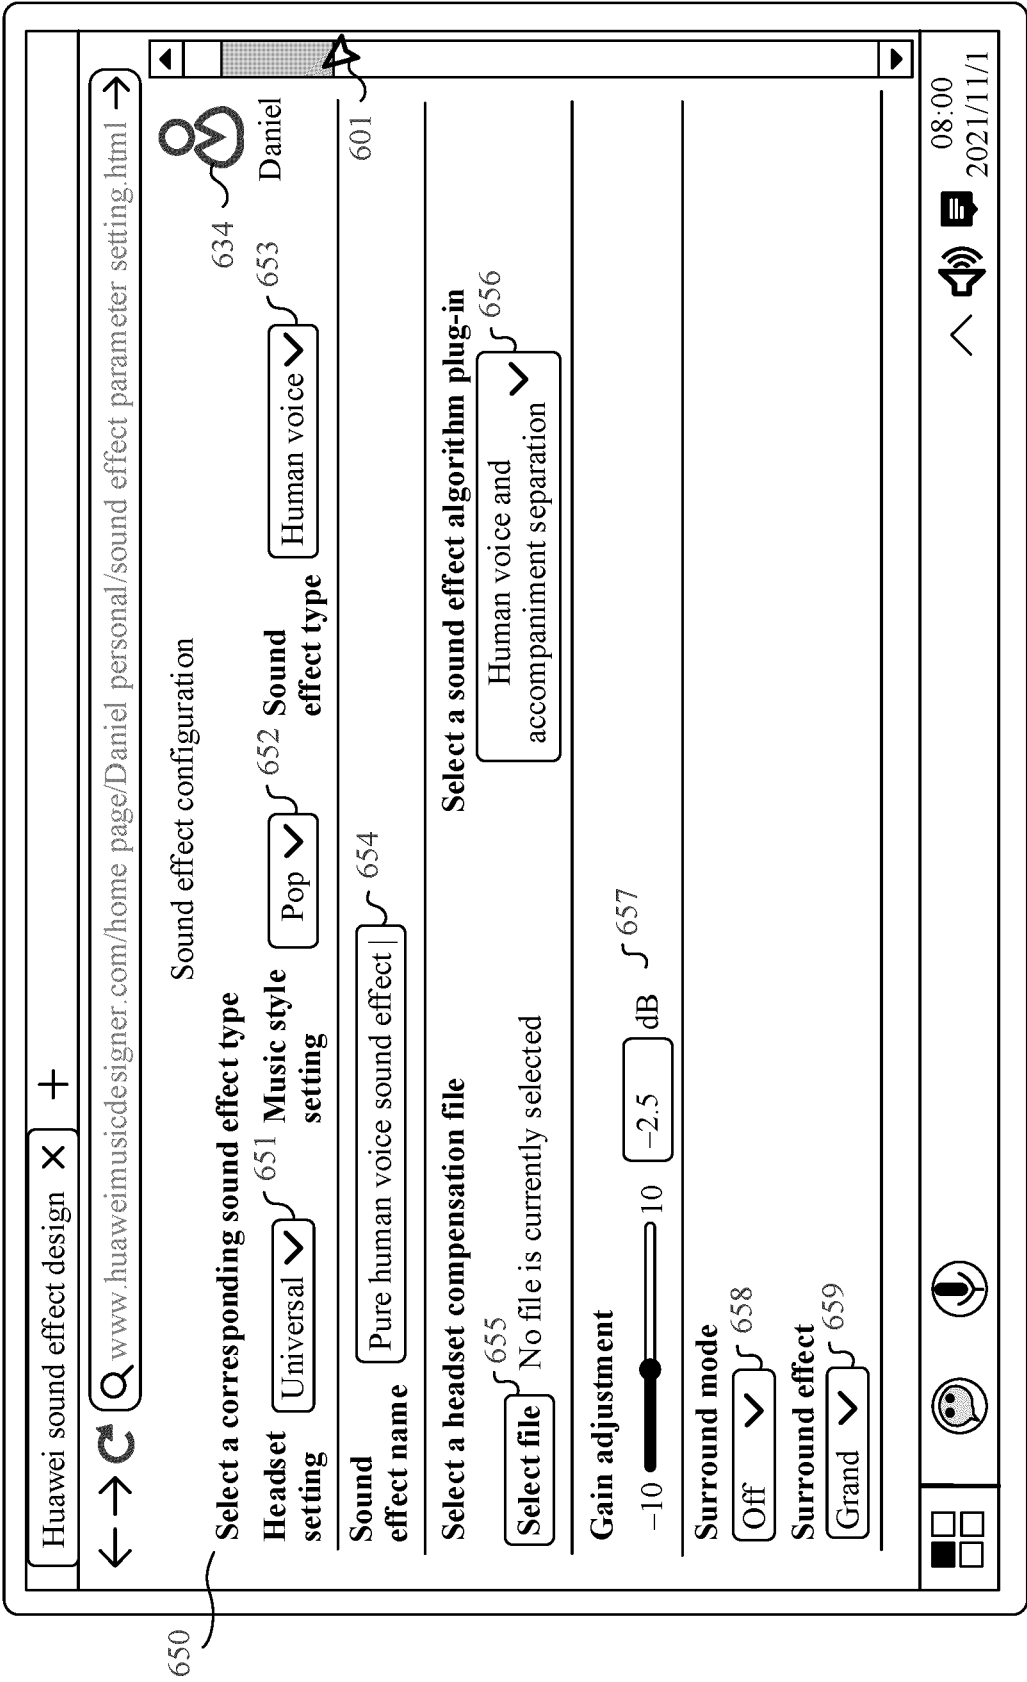 Huawei sound effect design ×  +
www.huaweimusicdesigner.com/home page/Daniel personal/sound effect parameter setting.html
Sound effect configuration
634
Daniel
650
Select a corresponding sound effect type
Headset
setting
Universal
651
Music style
setting
Pop
652
Sound
effect type
Human voice
653
Sound
effect name
Pure human voice sound effect |
654
601
Select a headset compensation file
Select file
655
No file is currently selected
Select a sound effect algorithm plug-in
Human voice and
accompaniment separation
656
Gain adjustment
−10
10
−2.5
dB
657
Surround mode
Off
658
Surround effect
Grand
659
08:00
2021/11/1